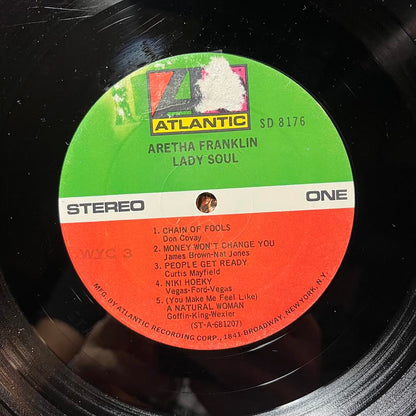 ATLANTIC
SD 8176
ARETHA FRANKLIN
LADY SOUL
STEREO
ONE
1. CHAIN OF FOOLS
Don Covay
2. MONEY WON'T CHANGE YOU
James Brown-Nat Jones
3. PEOPLE GET READY
Curtis Mayfield
4. NIKI HOEKY
Vegas-Ford-Vegas
5. (You Make Me Feel Like)
A NATURAL WOMAN
Goffin-King-Wexler
(ST-A-681207)
MFG. BY ATLANTIC RECORDING CORP., 1841 BROADWAY, NEW YORK, N.Y.